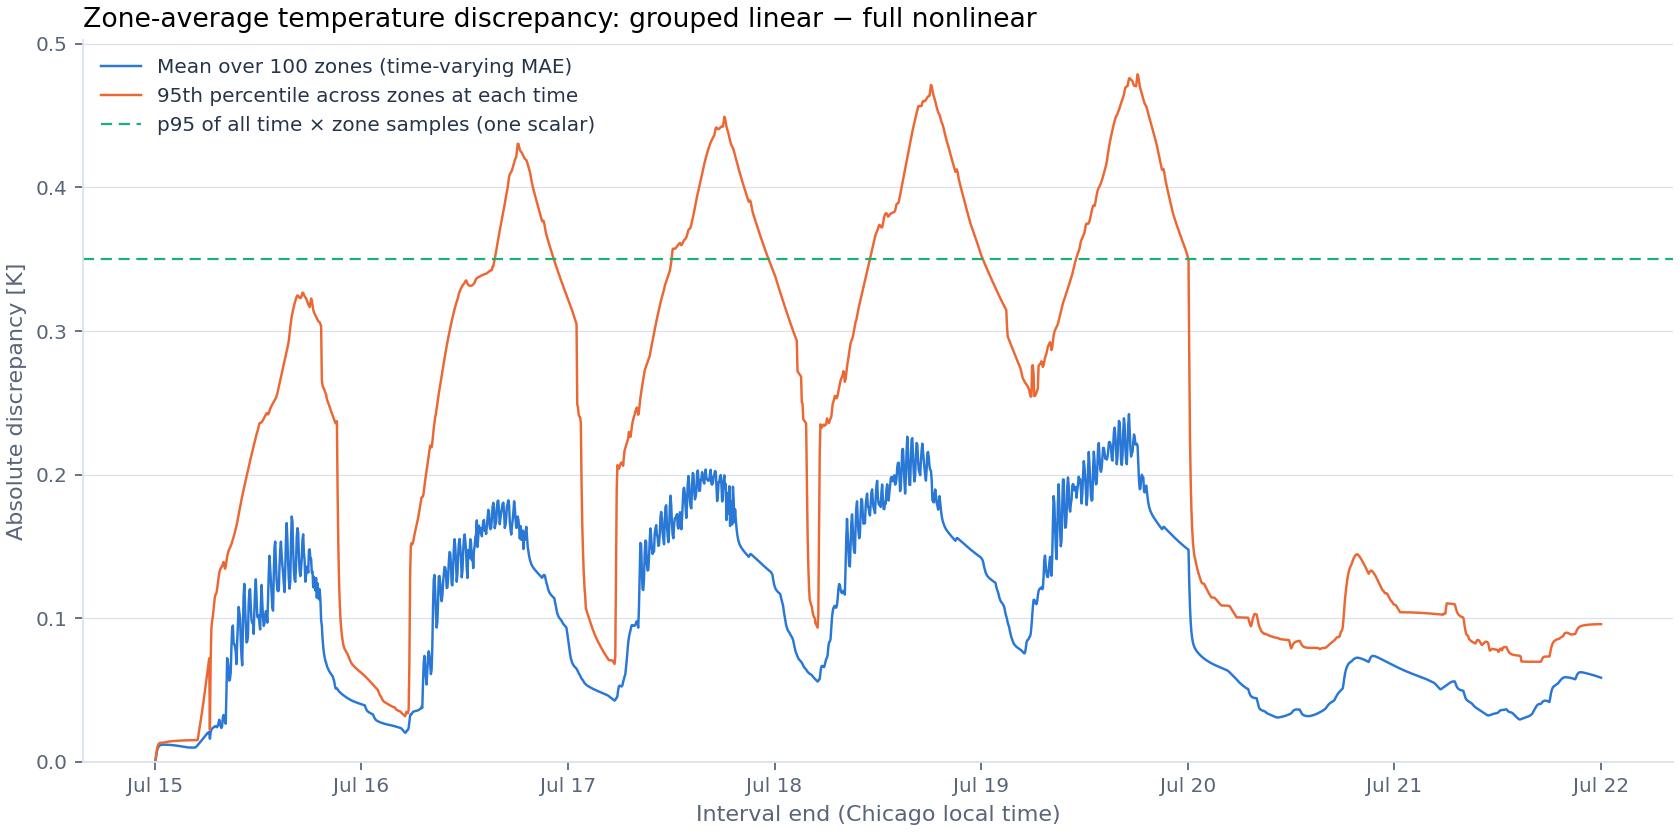 Zone-average temperature discrepancy: grouped linear − full nonlinear
Mean over 100 zones (time-varying MAE)
95th percentile across zones at each time
p95 of all time × zone samples (one scalar)
Absolute discrepancy [K]
0.5
0.4
0.3
0.2
0.1
0.0
Jul 15 Jul 16 Jul 17 Jul 18 Jul 19 Jul 20 Jul 21 Jul 22
Interval end (Chicago local time)